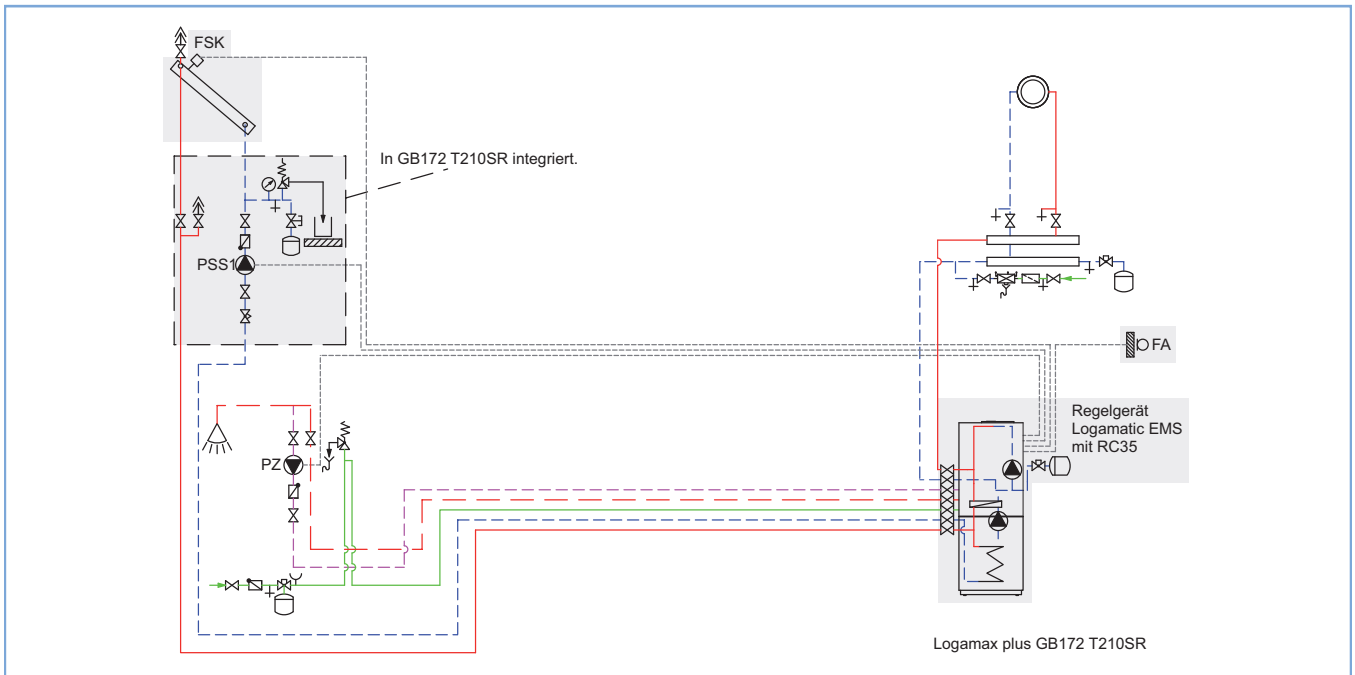 FSK
In GB172 T210SR integriert.
PSS1
FA
Regelgerät
Logamatic EMS
mit RC35
PZ
Logamax plus GB172 T210SR